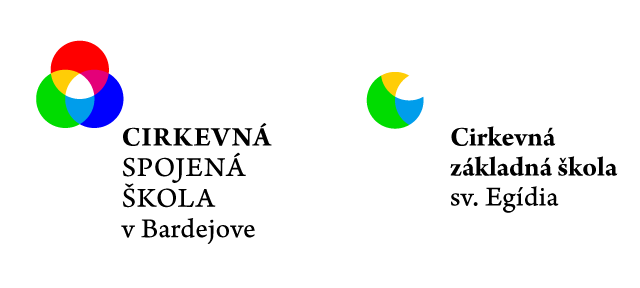 CIRKEVNÁ
SPOJENÁ
ŠKOLA
v Bardejove
Cirkevná
základná škola
sv. Egídia